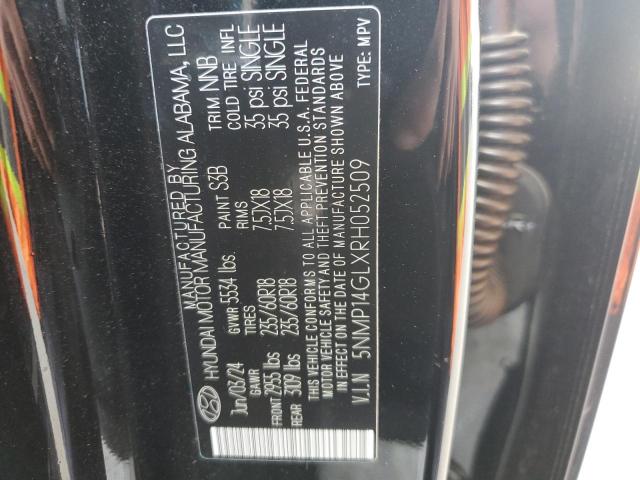 MANUFACTURED BY
HYUNDAI MOTOR MANUFACTURING ALABAMA, LLC
Jun/03/24 GVWR 5534 lbs. PAINT S3B TRIM NNB
GAWR TIRES RIMS COLD TIRE INFL
FRONT 2955 lbs 235/60R18 7.5JX18 35 psi SINGLE
REAR 3109 lbs 235/60R18 7.5JX18 35 psi SINGLE
THIS VEHICLE CONFORMS TO ALL APPLICABLE U.S.A. FEDERAL
MOTOR VEHICLE SAFETY AND THEFT PREVENTION STANDARDS
IN EFFECT ON THE DATE OF MANUFACTURE SHOWN ABOVE
V.I.N 5NMP14GLXRH052509 TYPE: MPV